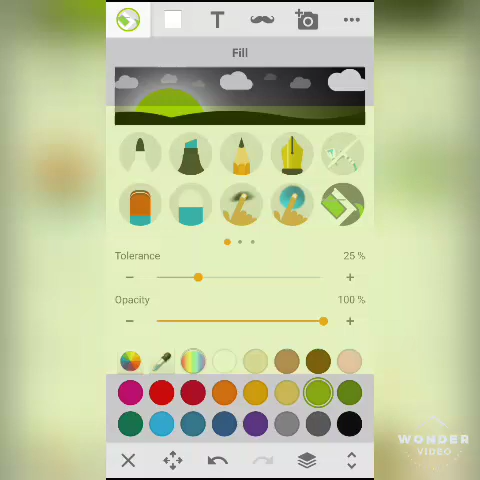 T
Fill
Tolerance
25 %
Opacity
100 %
WONDER
VIDEO